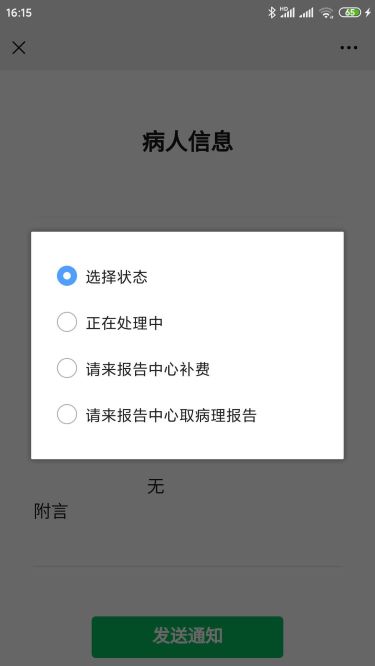 16:15
HD
65
病人信息
选择状态
正在处理中
请来报告中心补费
请来报告中心取病理报告
无
附言
发送通知